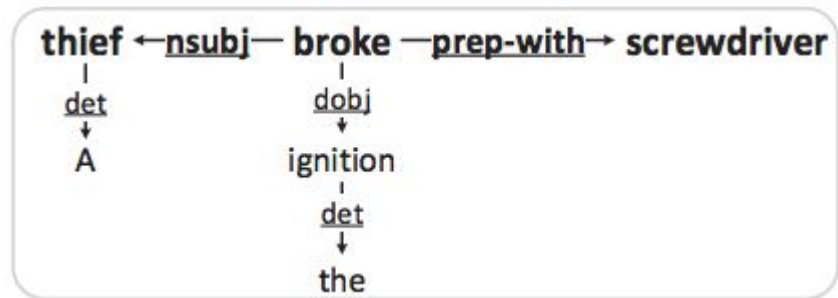 thief nsubj broke prep-with screwdriver
det dobj
A ignition
det
the